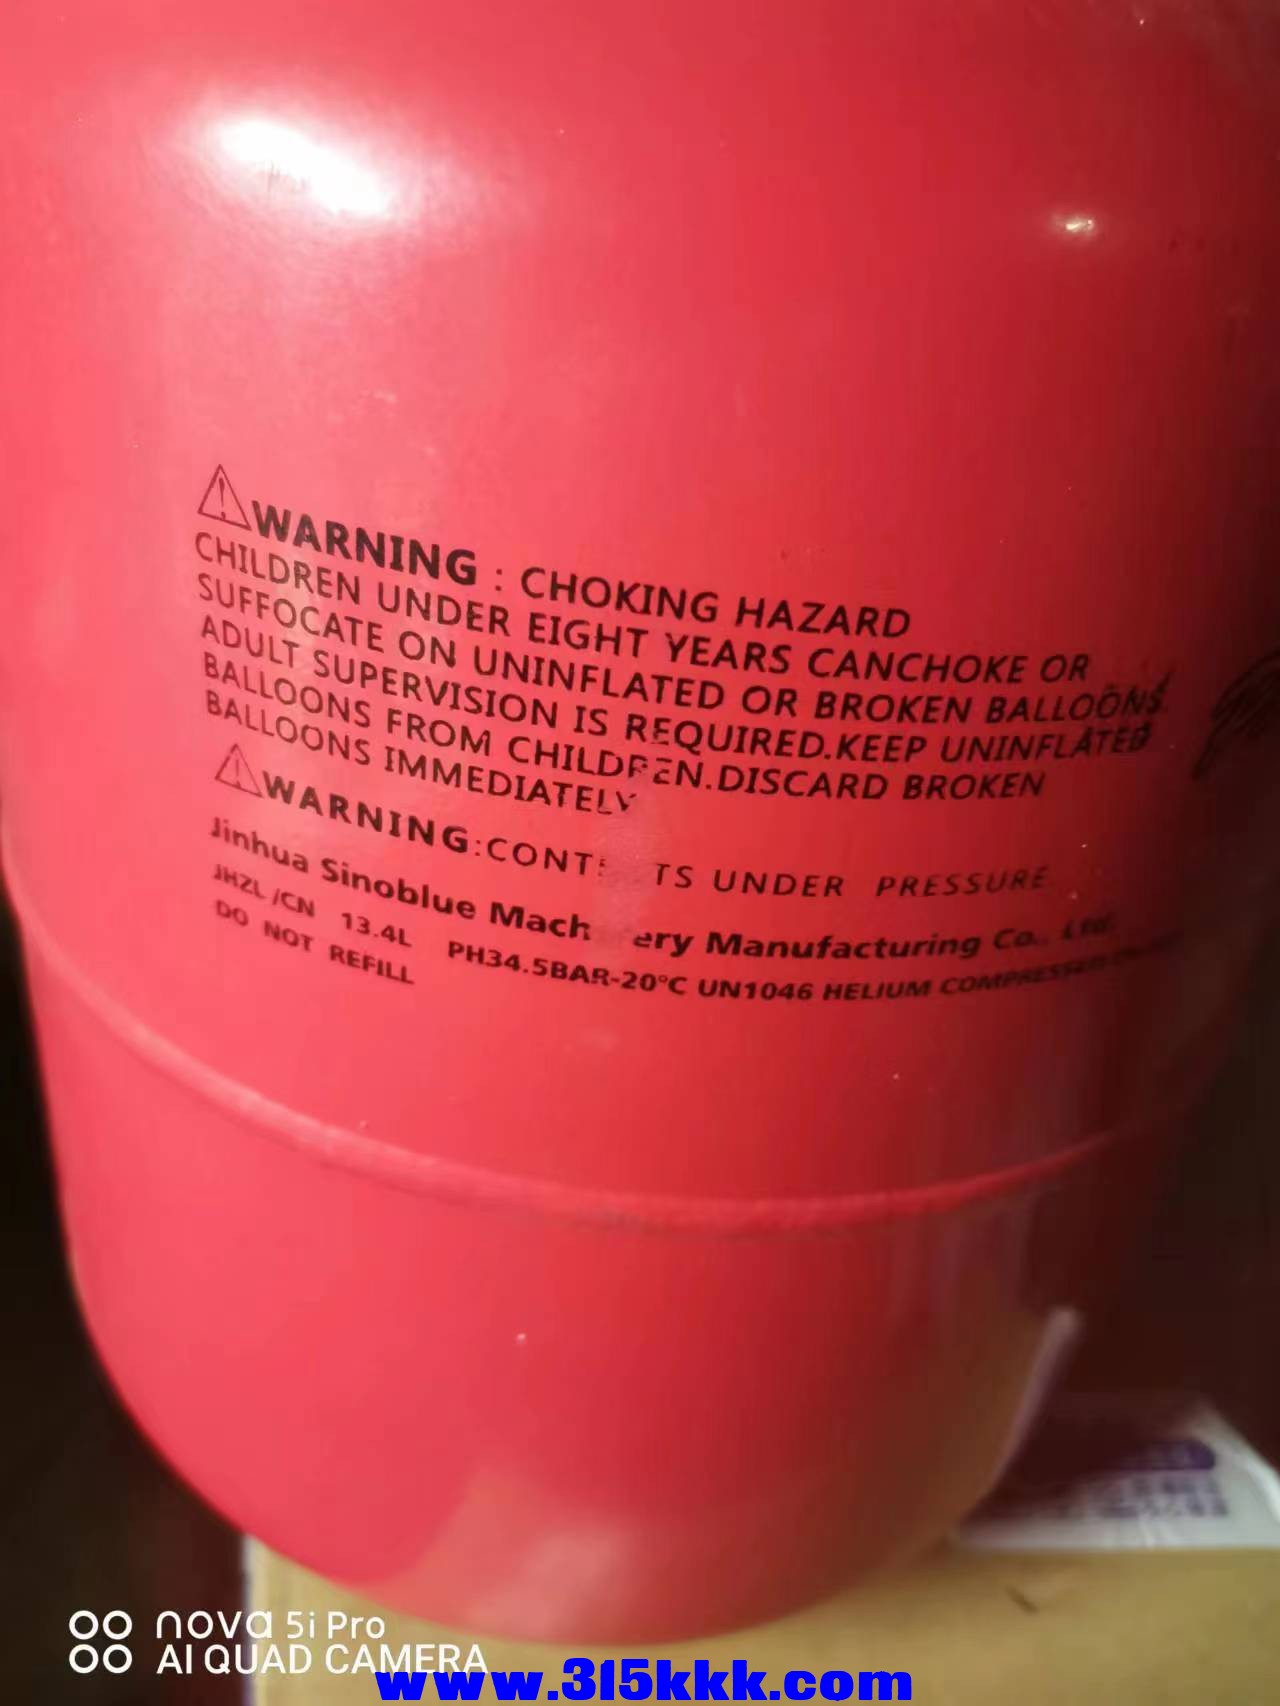 WARNING : CHOKING HAZARD
CHILDREN UNDER EIGHT YEARS CANCHOKE OR
SUFFOCATE ON UNINFLATED OR BROKEN BALLOONS.
ADULT SUPERVISION IS REQUIRED.KEEP UNINFLATED
BALLOONS FROM CHILDREN.DISCARD BROKEN
BALLOONS IMMEDIATELY
WARNING:CONTENTS UNDER PRESSURE
Jinhua Sinoblue Machinery Manufacturing Co., Ltd.
JHZL /CN 13.4L PH34.5BAR-20°C UN1046 HELIUM COMPRESSED
DO NOT REFILL
nova 5i Pro
AI QUAD CAMERA
www.315kkk.com